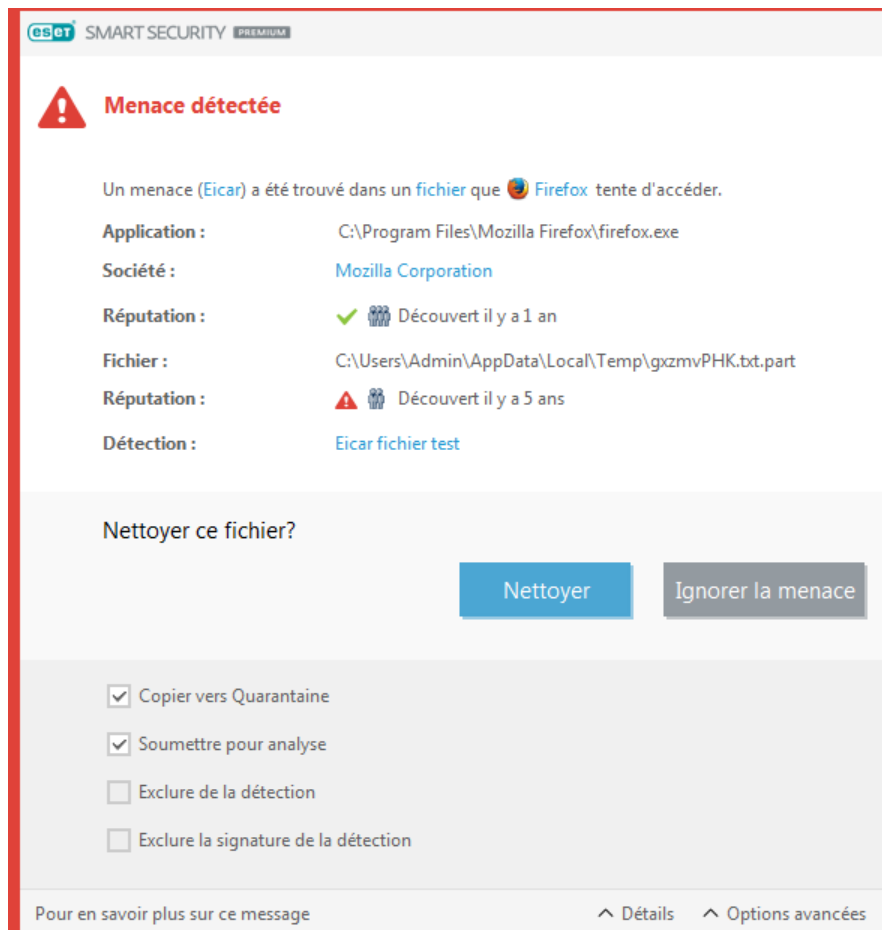 eset SMART SECURITY PREMIUM
Menace détectée
Un menace (Eicar) a été trouvé dans un fichier que Firefox tente d'accéder.
Application : C:\Program Files\Mozilla Firefox\firefox.exe
Société : Mozilla Corporation
Réputation : Découvert il y a 1 an
Fichier : C:\Users\Admin\AppData\Local\Temp\gxzmvPHK.txt.part
Réputation : Découvert il y a 5 ans
Détection : Eicar fichier test
Nettoyer ce fichier?
Nettoyer Ignorer la menace
Copier vers Quarantaine
Soumettre pour analyse
Exclure de la détection
Exclure la signature de la détection
Pour en savoir plus sur ce message Détails Options avancées